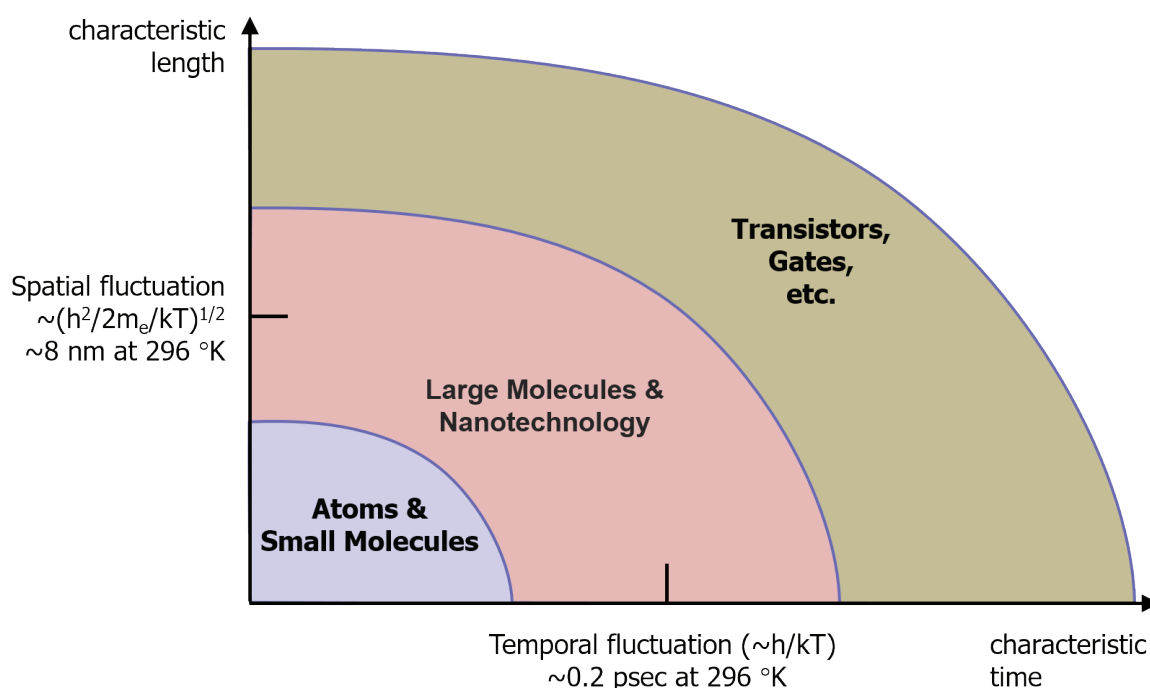 characteristic
length
Transistors,
Gates,
etc.
Spatial fluctuation
~(h²/2mₑ/kT)¹/²
~8 nm at 296 °K
Large Molecules &
Nanotechnology
Atoms &
Small Molecules
Temporal fluctuation (~h/kT)
~0.2 psec at 296 °K
characteristic
time